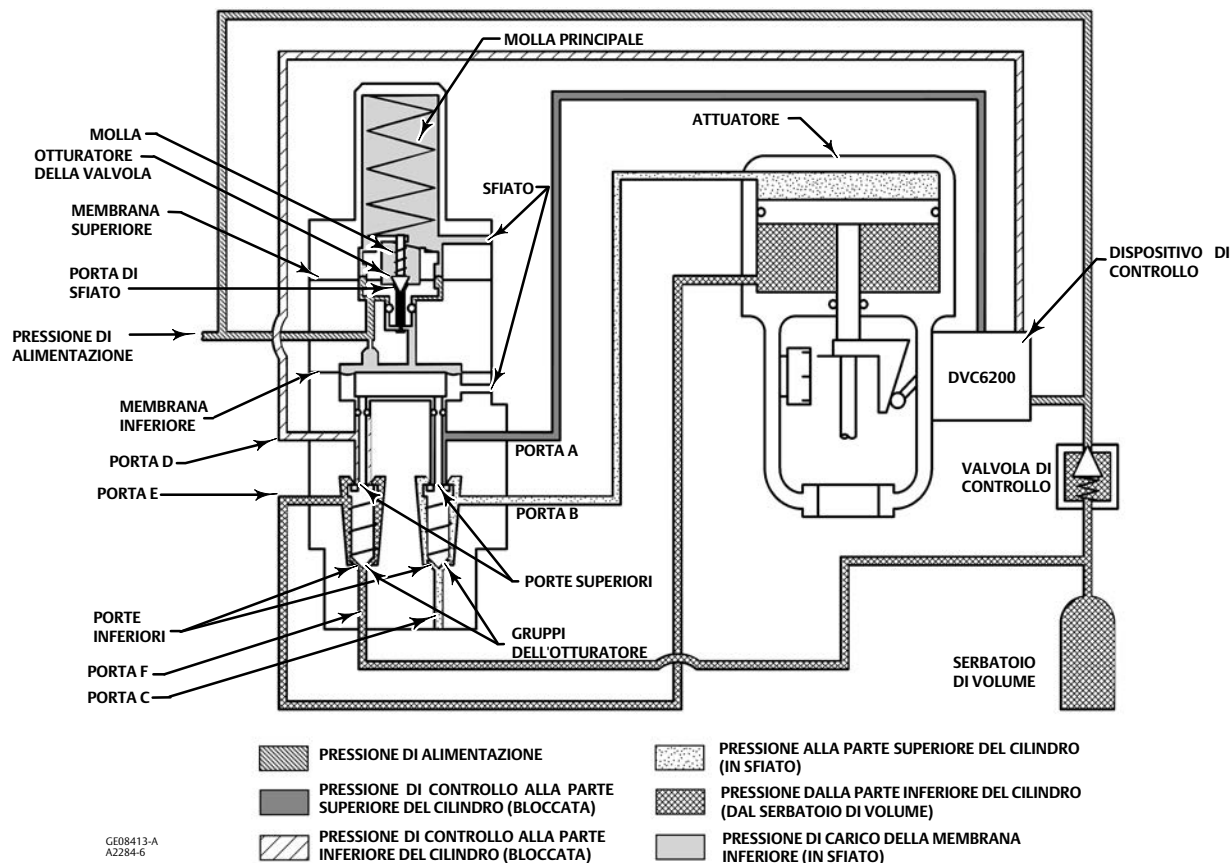 MOLLA PRINCIPALE
MOLLA
OTTURATORE
DELLA VALVOLA
MEMBRANA
SUPERIORE
PORTA DI
SFIATO
PRESSIONE DI
ALIMENTAZIONE
MEMBRANA
INFERIORE
PORTA D
PORTA E
PORTE
INFERIORI
PORTA F
PORTA C
SFIATO
ATTUATORE
DISPOSITIVO DI
CONTROLLO
DVC6200
PORTA A
PORTA B
VALVOLA DI
CONTROLLO
PORTE SUPERIORI
GRUPPI
DELL'OTTURATORE
SERBATOIO
DI VOLUME
PRESSIONE DI ALIMENTAZIONE
PRESSIONE DI CONTROLLO ALLA PARTE
SUPERIORE DEL CILINDRO (BLOCCATA)
PRESSIONE DI CONTROLLO ALLA PARTE
INFERIORE DEL CILINDRO (BLOCCATA)
PRESSIONE ALLA PARTE SUPERIORE DEL CILINDRO
(IN SFIATO)
PRESSIONE DALLA PARTE INFERIORE DEL CILINDRO
(DAL SERBATOIO DI VOLUME)
PRESSIONE DI CARICO DELLA MEMBRANA
INFERIORE (IN SFIATO)
GE08413-A
A2284-6